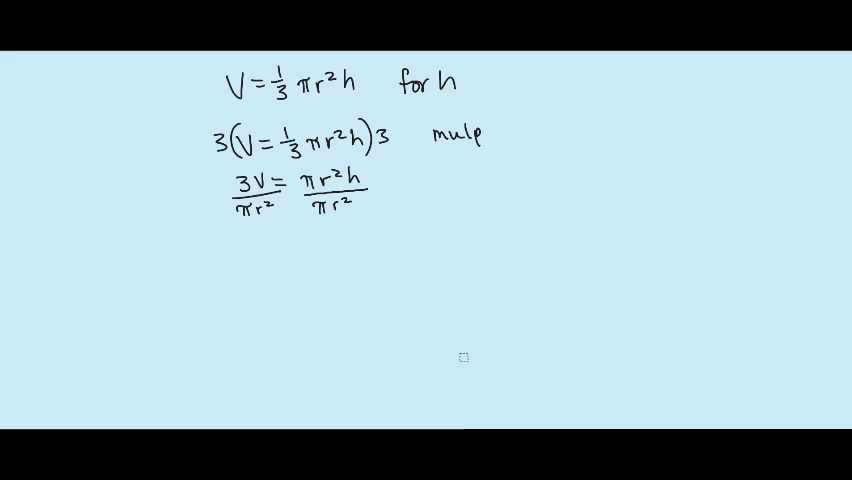 V = 1/3 πr²h for h
3(V = 1/3 πr²h)3 mulp
3V = πr²h
πr² πr²